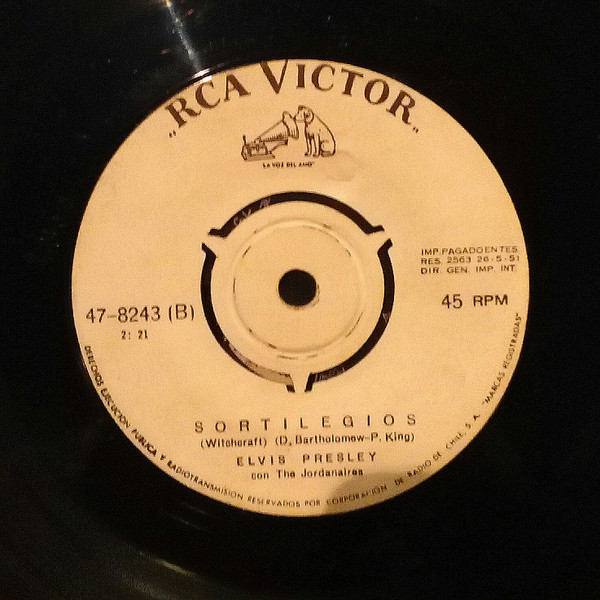 „RCA VICTOR„
"LA VOZ DEL AMO"
IMP. PAGADOENTES.
RES. 2563 26-5-51
DIR. GEN. IMP. INT.
47-8243 (B)
2: 21
45 RPM
SORTILEGIOS
(Witchcraft) (D, Bartholomew-P. King)
ELVIS PRESLEY
con The Jordanaires
DERECHOS EJECUCION PUBLICA Y RADIOTRANSMISION RESERVADOS POR CORPORACION DE RADIO DE CHILE, S. A. "MARCAS REGISTRADAS"